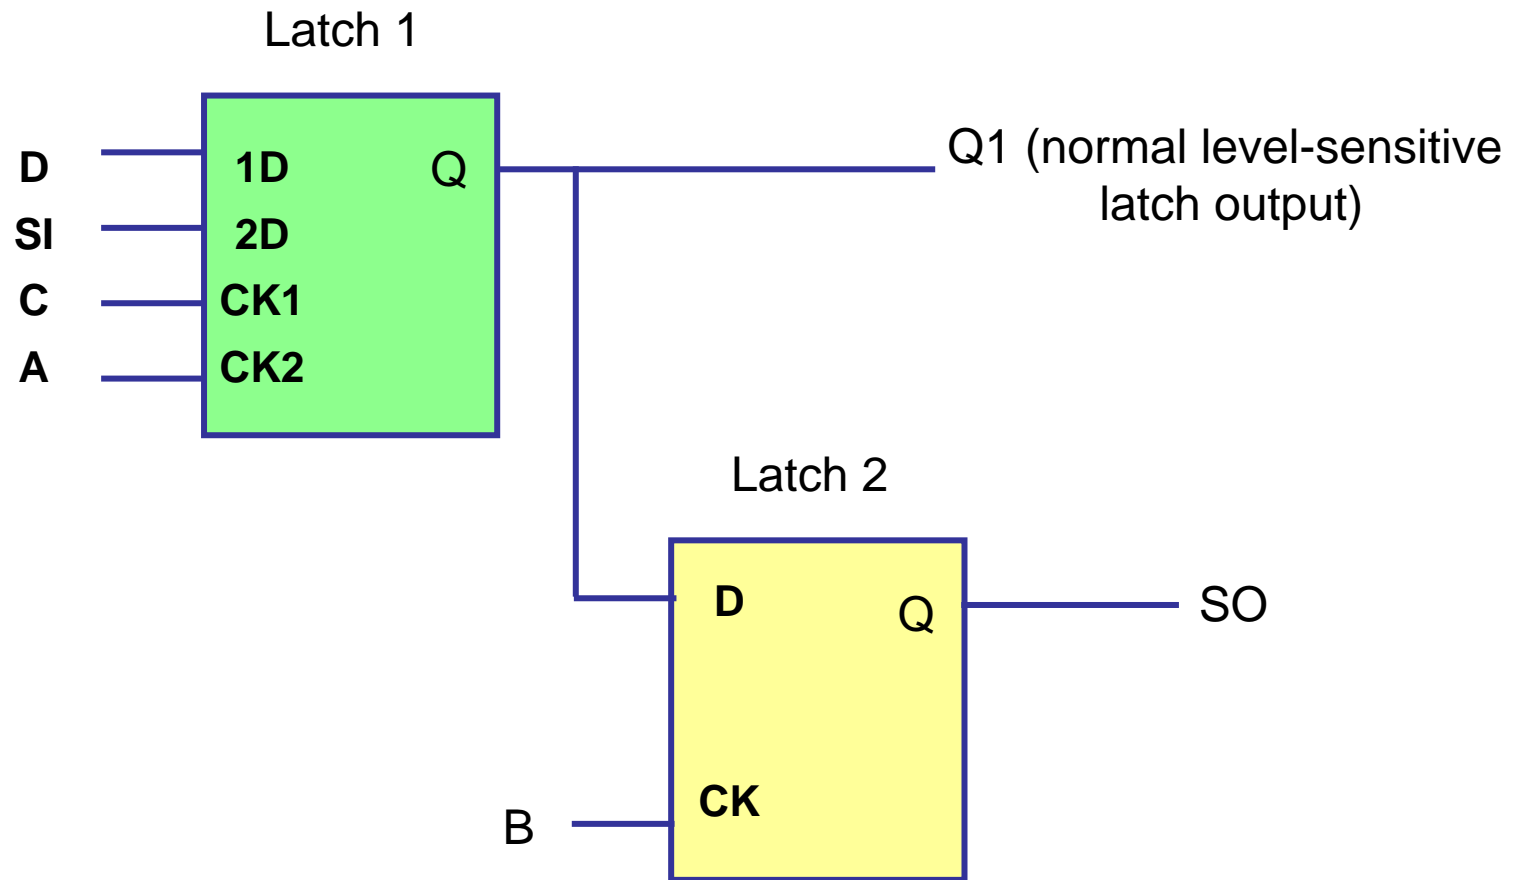 Latch 1
D
SI
C
A
1D
2D
CK1
CK2
Q
Q1 (normal level-sensitive
latch output)
Latch 2
D
Q
SO
CK
B